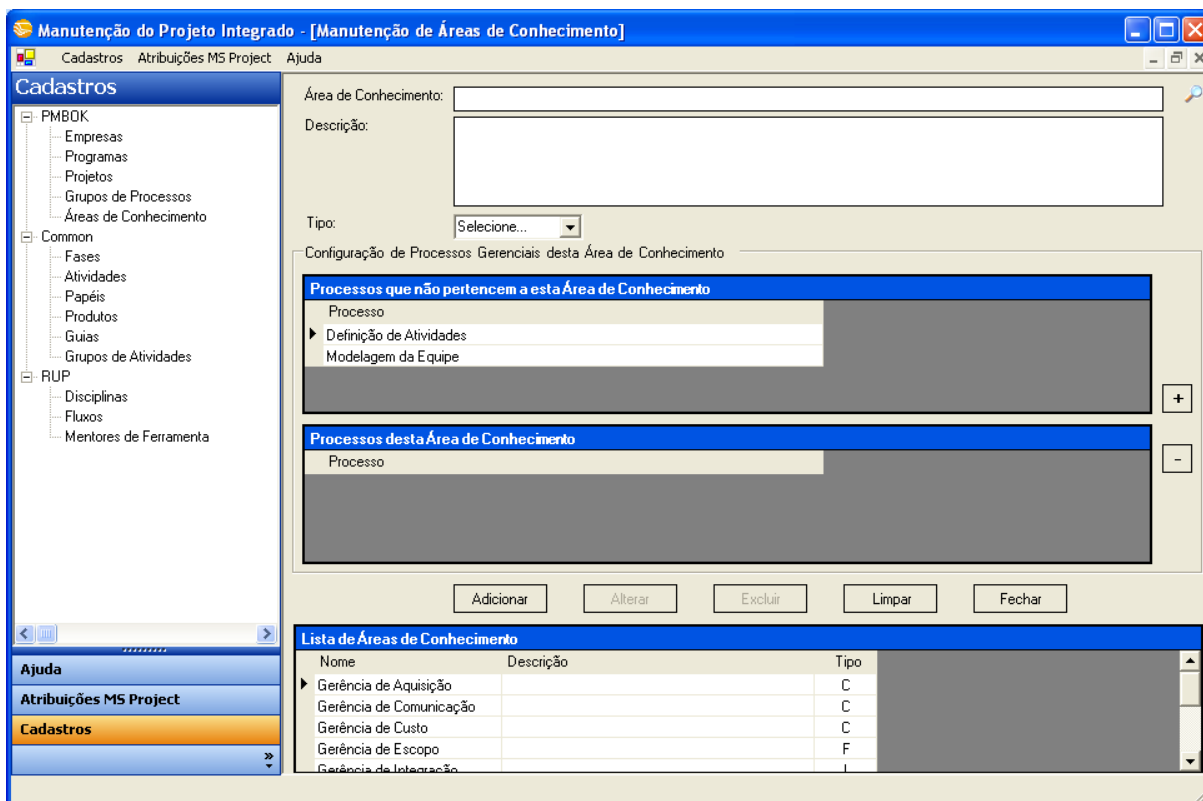 Manutenção do Projeto Integrado - [Manutenção de Áreas de Conhecimento]
Cadastros Atribuições MS Project Ajuda
Cadastros
PMBOK
Empresas
Programas
Projetos
Grupos de Processos
Áreas de Conhecimento
Common
Fases
Atividades
Papéis
Produtos
Guias
Grupos de Atividades
RUP
Disciplinas
Fluxos
Mentores de Ferramenta
Ajuda
Atribuições MS Project
Cadastros
Área de Conhecimento:
Descrição:
Tipo: Selecione...
Configuração de Processos Gerenciais desta Área de Conhecimento
Processos que não pertencem a esta Área de Conhecimento
Processo
Definição de Atividades
Modelagem da Equipe
+
Processos desta Área de Conhecimento
Processo
-
Adicionar Alterar Excluir Limpar Fechar
Lista de Áreas de Conhecimento
Nome Descrição Tipo
Gerência de Aquisição C
Gerência de Comunicação C
Gerência de Custo C
Gerência de Escopo F
Gerência de Integração I